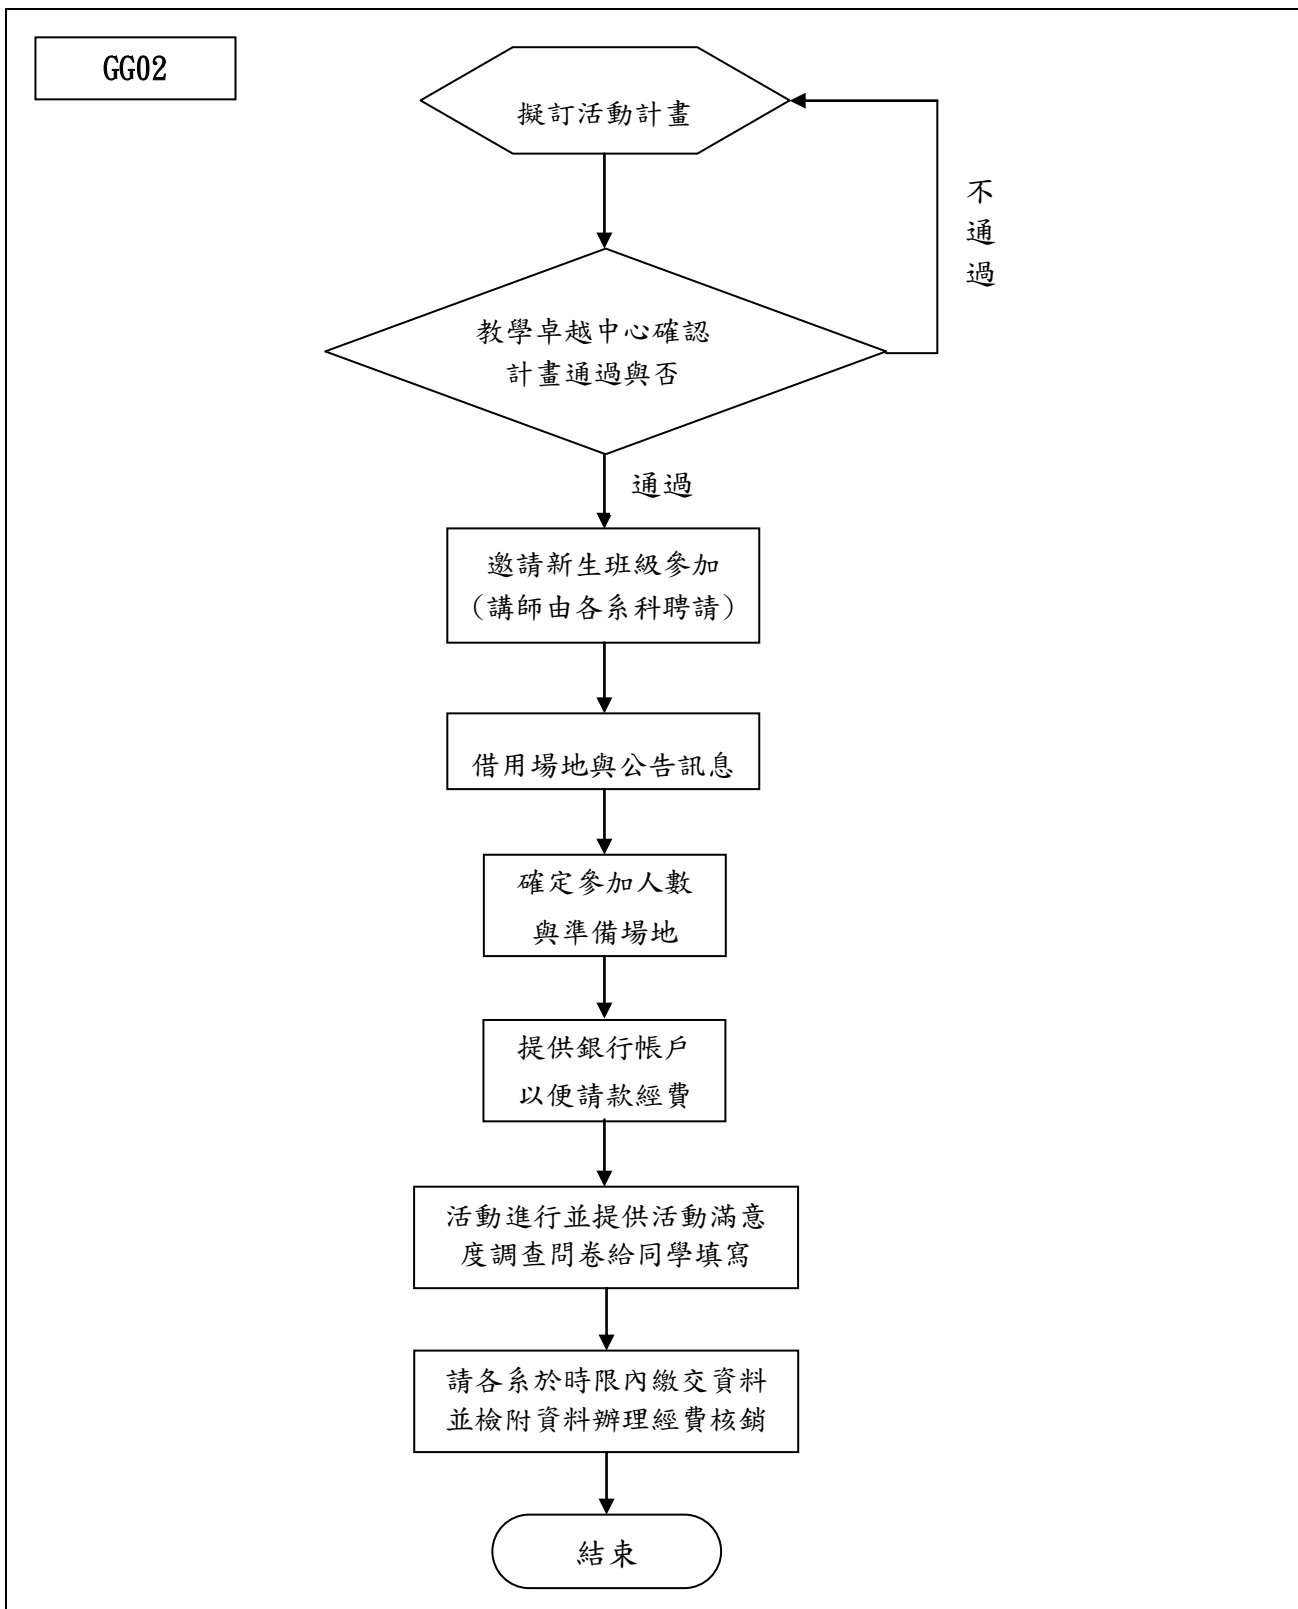 GG02
擬訂活動計畫
不
通
過
教學卓越中心確認
計畫通過與否
通過
邀請新生班級參加
(講師由各系科聘請)
借用場地與公告訊息
確定參加人數
與準備場地
提供銀行帳戶
以便請款經費
活動進行並提供活動滿意
度調查問卷給同學填寫
請各系於時限內繳交資料
並檢附資料辦理經費核銷
結束